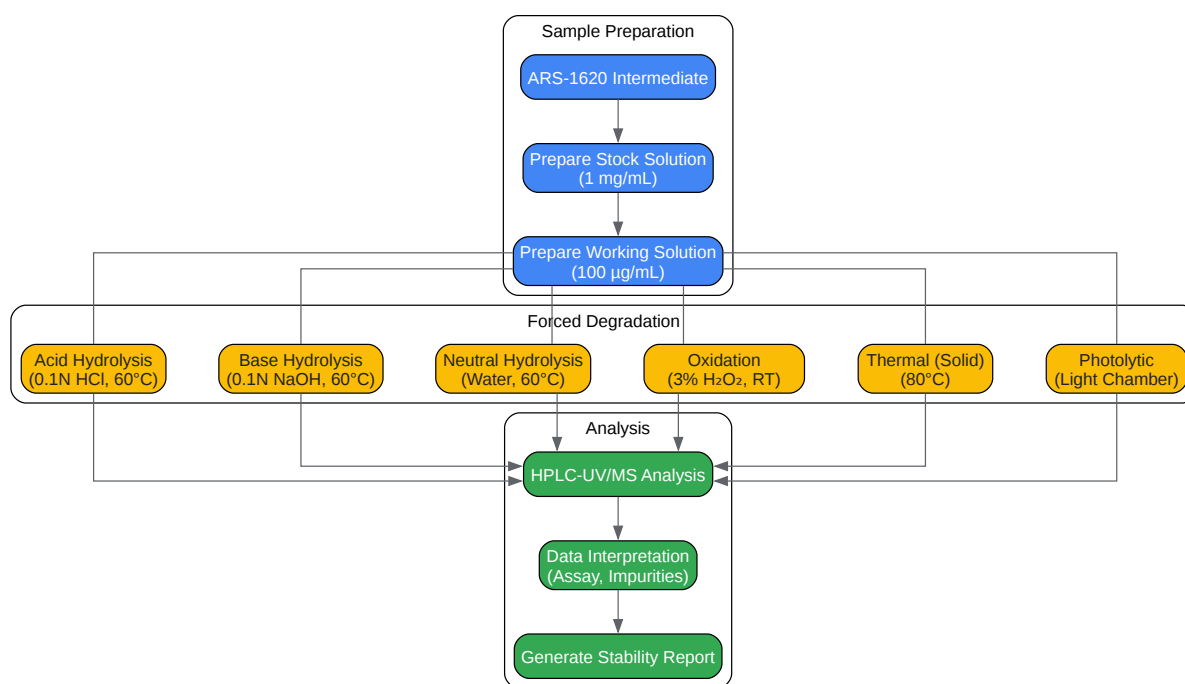 Sample Preparation
ARS-1620 Intermediate
Prepare Stock Solution
(1 mg/mL)
Prepare Working Solution
(100 µg/mL)
Forced Degradation
Acid Hydrolysis
(0.1N HCl, 60°C)
Base Hydrolysis
(0.1N NaOH, 60°C)
Neutral Hydrolysis
(Water, 60°C)
Oxidation
(3% H₂O₂, RT)
Thermal (Solid)
(80°C)
Photolytic
(Light Chamber)
Analysis
HPLC-UV/MS Analysis
Data Interpretation
(Assay, Impurities)
Generate Stability Report